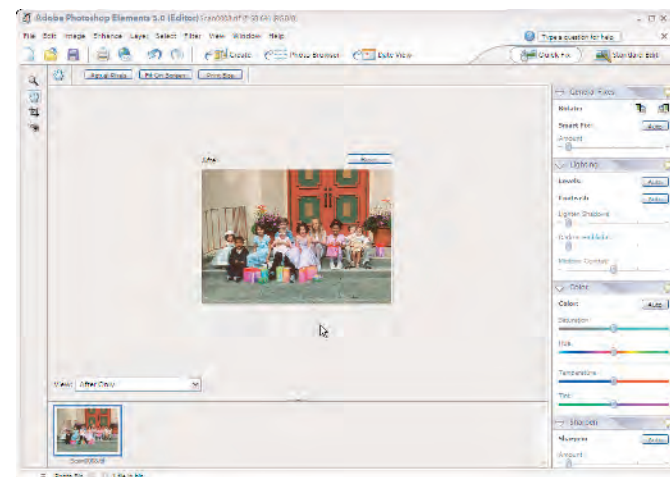 Adobe Photoshop Elements 3.0 (Editor)
File Edit Image Enhance Layer Select Filter View Window Help
Type a question for help
Create Photo Browser Date View
Quick Fix Standard Edit
Actual Pixels Fit On Screen Print Size
General Fixes
Rotate:
Smart Fix: Auto
Amount
Lighting
Levels: Auto
Contrast: Auto
Lighten Shadows
Darken Highlights
Midtone Contrast
Color
Color: Auto
Saturation
Hue
Temperature
Tint
Sharpen
Sharpen: Auto
Amount
After Reset
View: After Only